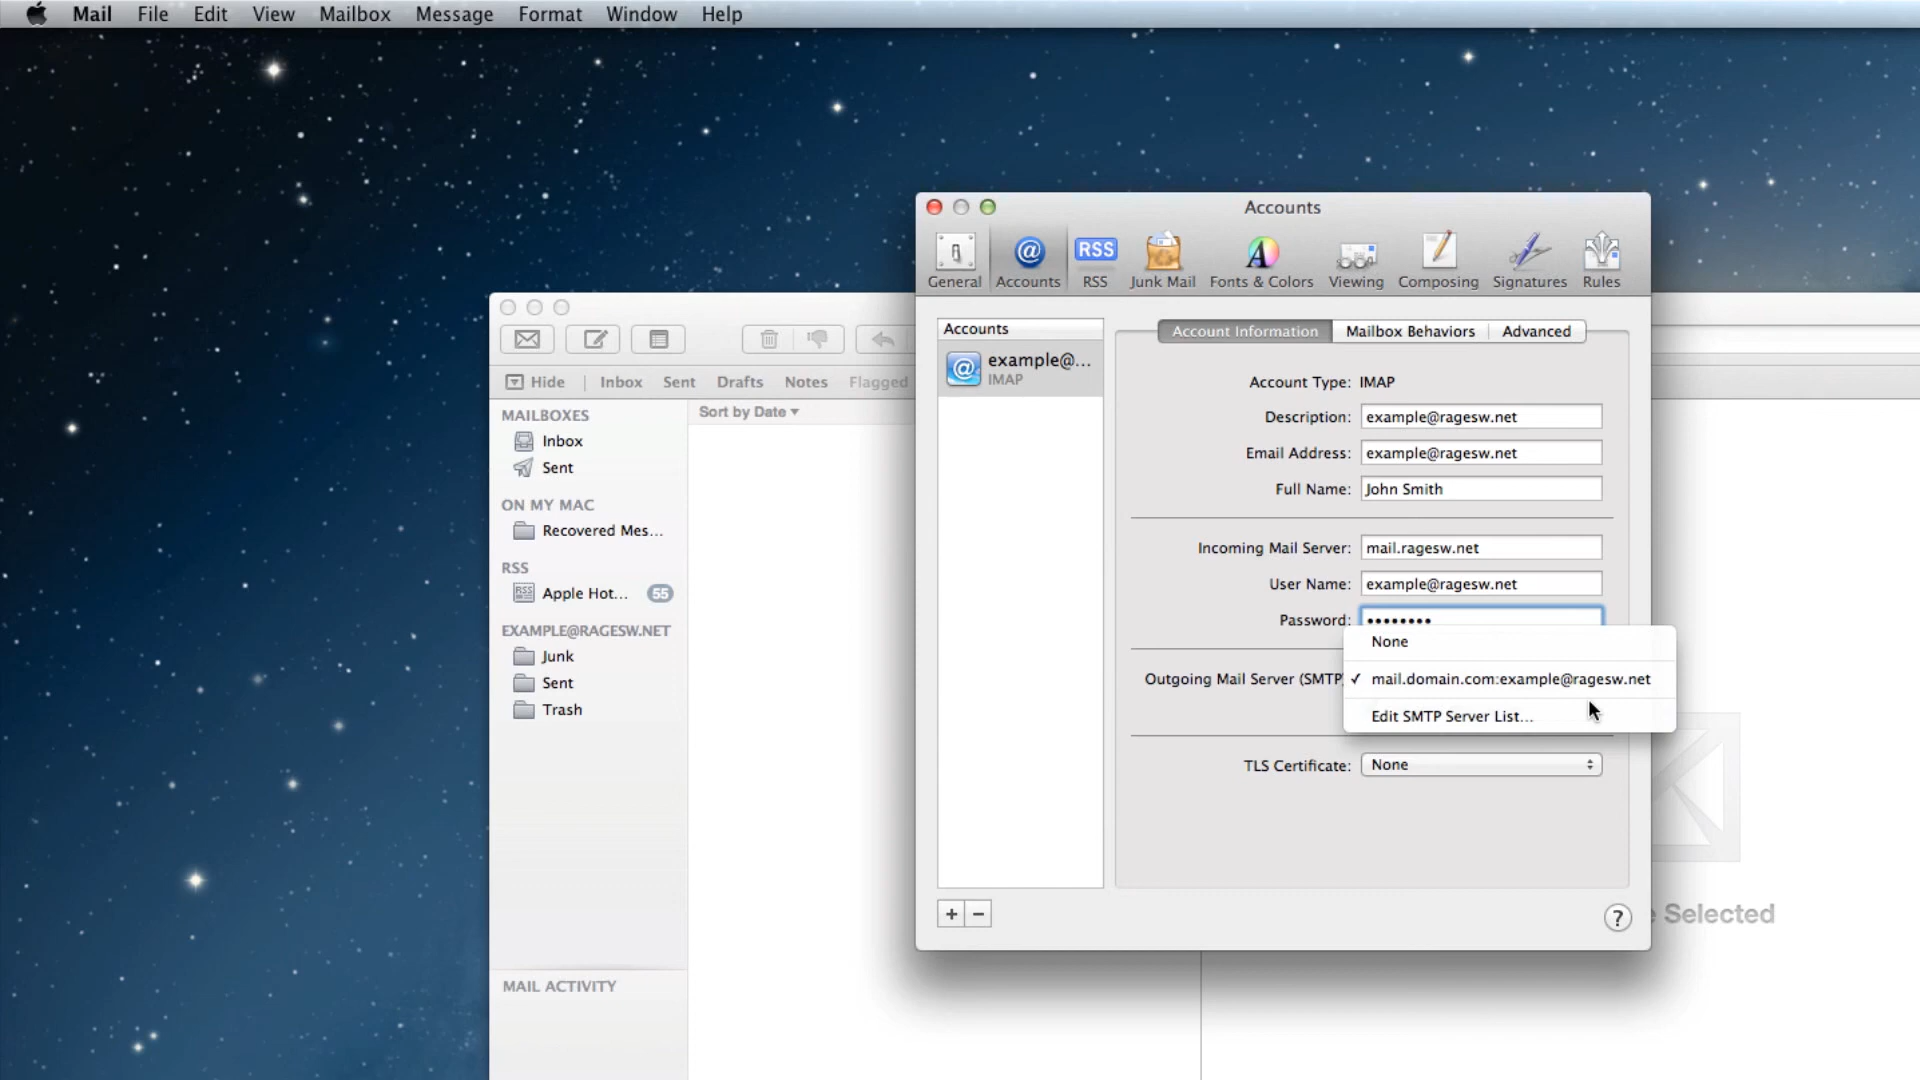 Mail File Edit View Mailbox Message Format Window Help
Accounts
General Accounts RSS RSS Junk Mail Fonts & Colors Viewing Composing Signatures Rules
Accounts
example@...
IMAP
Account Information Mailbox Behaviors Advanced
Account Type: IMAP
Description: example@ragesw.net
Email Address: example@ragesw.net
Full Name: John Smith
Incoming Mail Server: mail.ragesw.net
User Name: example@ragesw.net
Password: ••••••••
None
Outgoing Mail Server (SMTP ✓ mail.domain.com:example@ragesw.net
Edit SMTP Server List...
TLS Certificate: None
+ − ?
Hide Inbox Sent Drafts Notes Flagged
MAILBOXES
Sort by Date ▾
Inbox
Sent
ON MY MAC
Recovered Mes...
RSS
RSS Apple Hot... 55
EXAMPLE@RAGESW.NET
Junk
Sent
Trash
MAIL ACTIVITY
Selected